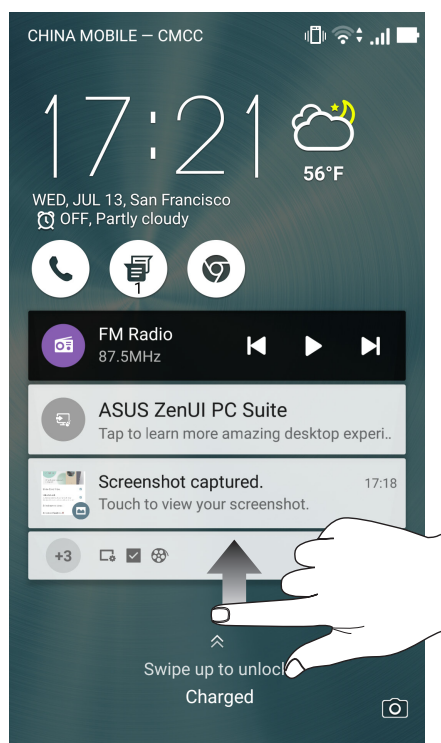 CHINA MOBILE — CMCC
17:21
56°F
WED, JUL 13, San Francisco
OFF, Partly cloudy
1
FM Radio
87.5MHz
ASUS ZenUI PC Suite
Tap to learn more amazing desktop experi..
Screenshot captured.
17:18
Touch to view your screenshot.
+3
Swipe up to unloc
Charged